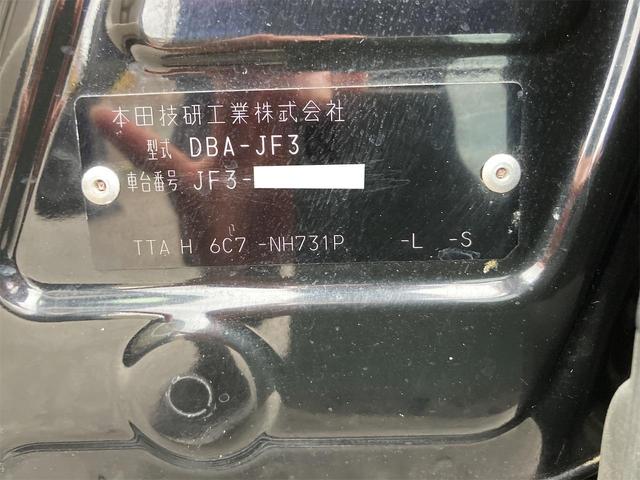 本田技研工業株式会社
型式 DBA-JF3
車台番号 JF3-
TTA H 6C7 -NH731P -L -S